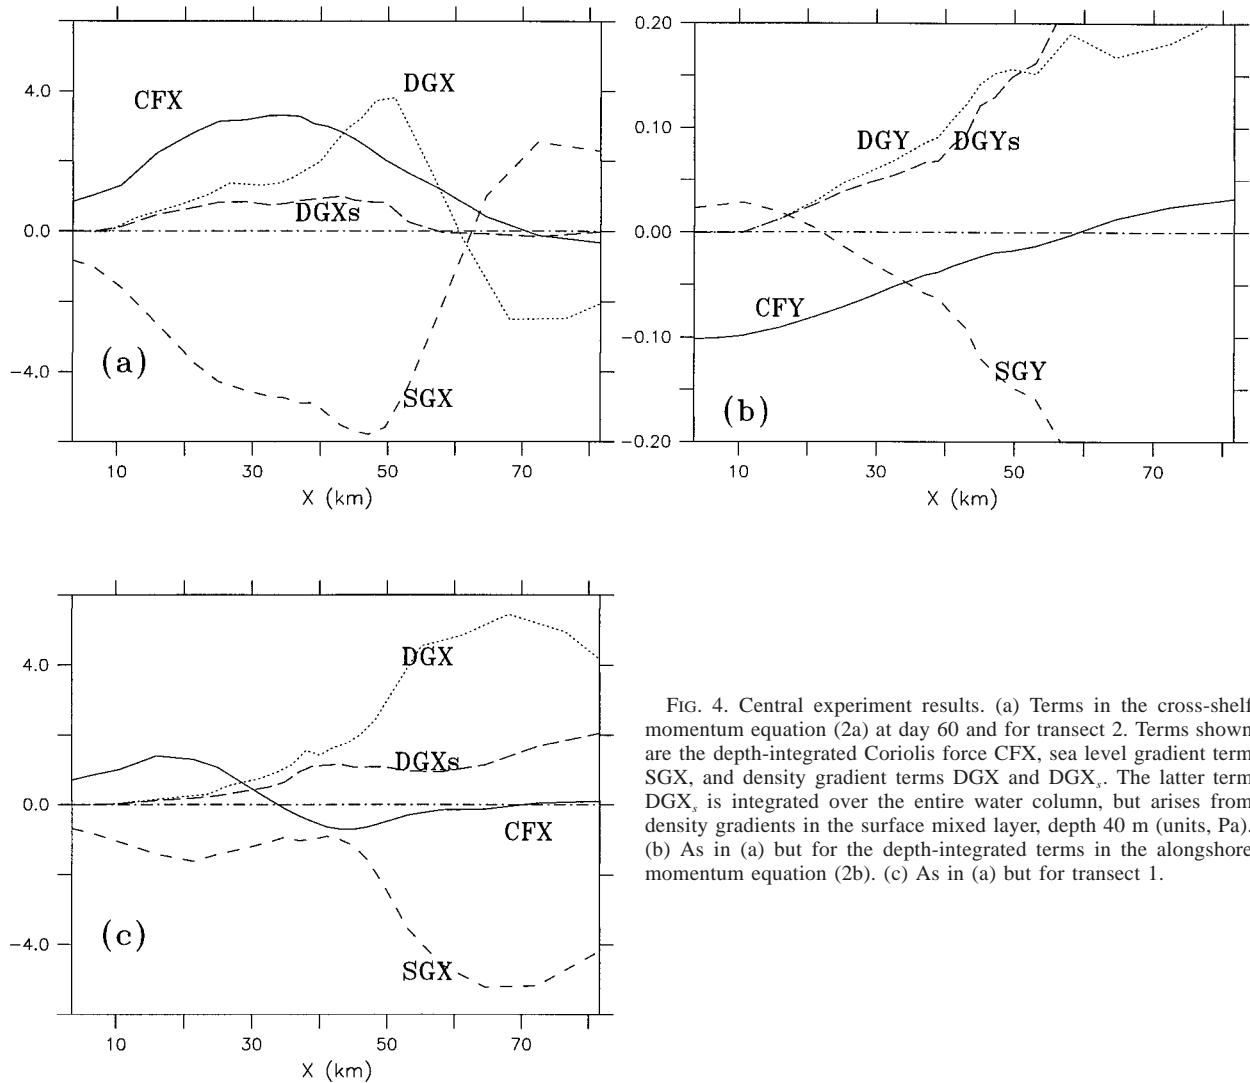 4.0
0.0
-4.0
CFX
DGX
DGXs
SGX
(a)
10
30
50
70
X (km)
0.20
0.10
0.00
-0.10
-0.20
DGY
DGYs
CFY
SGY
(b)
10
30
50
70
X (km)
4.0
0.0
-4.0
DGX
DGXs
CFX
SGX
(c)
10
30
50
70
X (km)
FIG. 4. Central experiment results. (a) Terms in the cross-shelf
momentum equation (2a) at day 60 and for transect 2. Terms shown
are the depth-integrated Coriolis force CFX, sea level gradient term
SGX, and density gradient terms DGX and DGXₛ. The latter term
DGXₛ is integrated over the entire water column, but arises from
density gradients in the surface mixed layer, depth 40 m (units, Pa).
(b) As in (a) but for the depth-integrated terms in the alongshore
momentum equation (2b). (c) As in (a) but for transect 1.